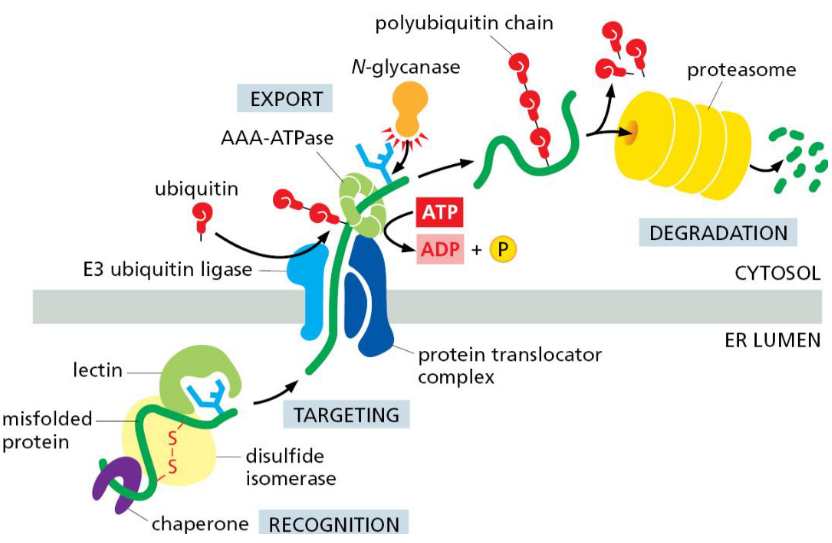 polyubiquitin chain
N-glycanase
proteasome
EXPORT
AAA-ATPase
ubiquitin
ATP
ADP + P
DEGRADATION
E3 ubiquitin ligase
CYTOSOL
ER LUMEN
protein translocator
complex
lectin
TARGETING
misfolded
protein
S
S
disulfide
isomerase
chaperone
RECOGNITION